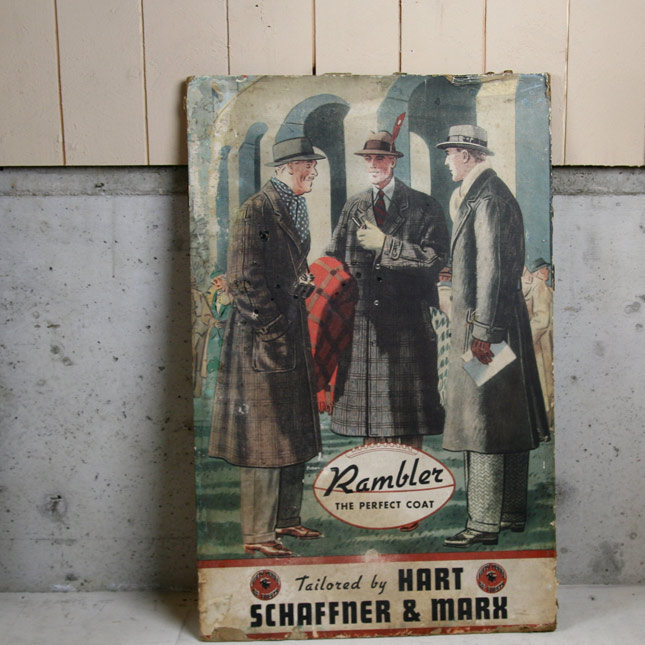 Rambler
THE PERFECT COAT
Tailored by HART
SCHAFFNER & MARX